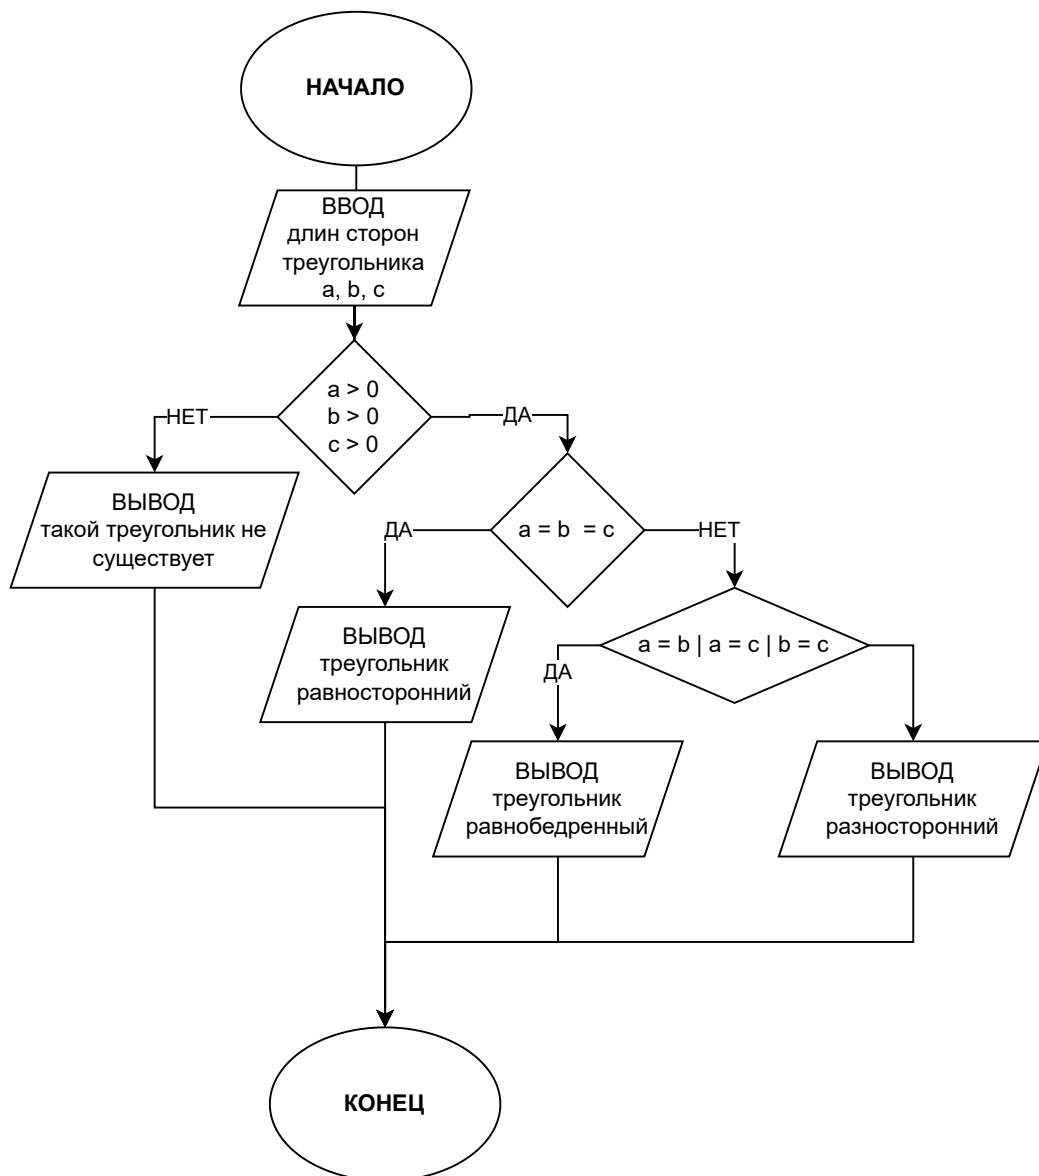 НАЧАЛО
ВВОД
длин сторон
треугольника
a, b, c
a > 0
b > 0
c > 0
НЕТ
ДА
ВЫВОД
такой треугольник не
существует
a = b = c
ДА
НЕТ
ВЫВОД
треугольник
равносторонний
a = b | a = c | b = c
ДА
ВЫВОД
треугольник
равнобедренный
ВЫВОД
треугольник
разносторонний
КОНЕЦ